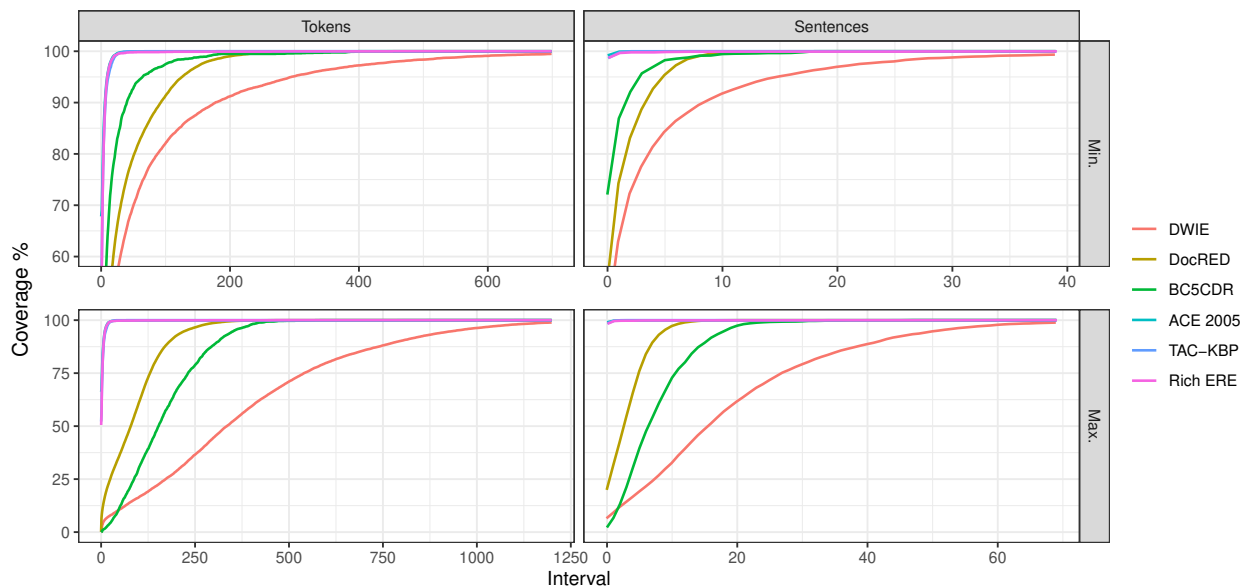 Tokens
Sentences
100
90
80
70
60
0
200
400
600
0
10
20
30
40
Min.
100
75
50
25
0
0
250
500
750
1000
1250
0
20
40
60
Max.
Coverage %
Interval
DWIE
DocRED
BC5CDR
ACE 2005
TAC−KBP
Rich ERE